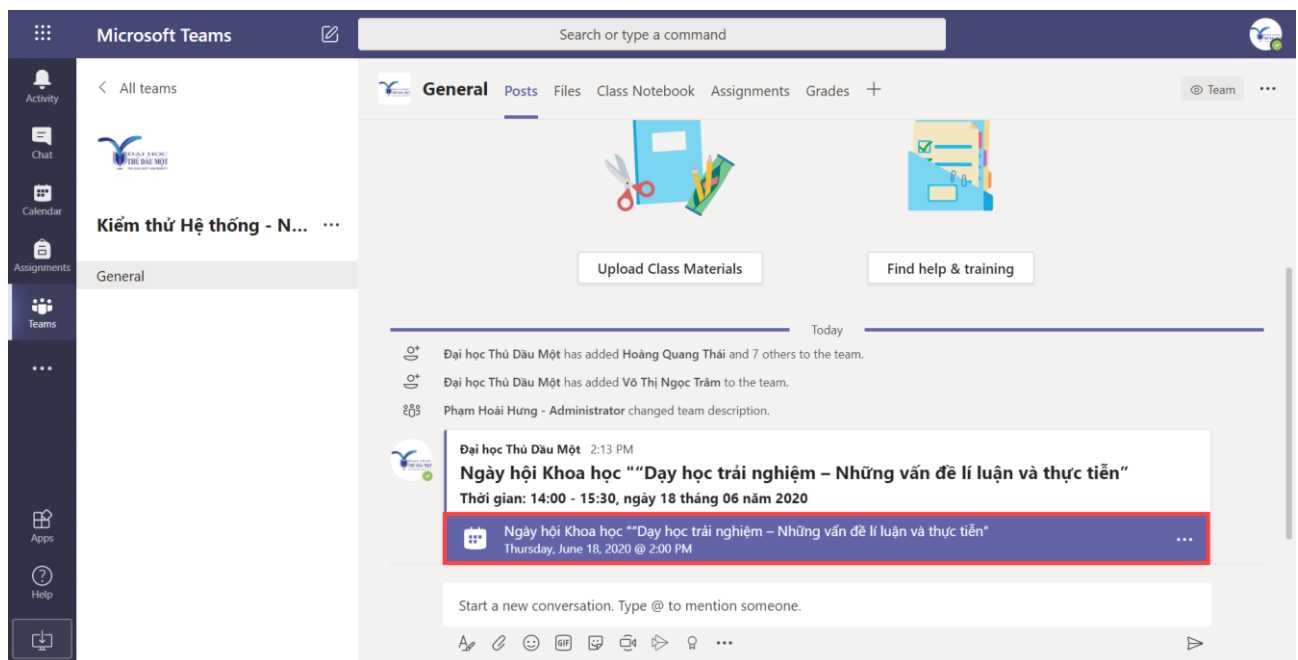 Microsoft Teams
Search or type a command
Activity
Chat
Calendar
Assignments
Teams
Apps
Help
All teams
ĐẠI HỌC
THỦ DẦU MỘT
Kiểm thử Hệ thống - N...
General
General Posts Files Class Notebook Assignments Grades
Team
Upload Class Materials
Find help & training
Today
Đại học Thủ Dầu Một has added Hoàng Quang Thái and 7 others to the team.
Đại học Thủ Dầu Một has added Võ Thị Ngọc Trâm to the team.
Phạm Hoài Hưng - Administrator changed team description.
Đại học Thủ Dầu Một 2:13 PM
Ngày hội Khoa học "“Dạy học trải nghiệm – Những vấn đề lí luận và thực tiễn”
Thời gian: 14:00 - 15:30, ngày 18 tháng 06 năm 2020
Ngày hội Khoa học "“Dạy học trải nghiệm – Những vấn đề lí luận và thực tiễn”
Thursday, June 18, 2020 @ 2:00 PM
Start a new conversation. Type @ to mention someone.
GIF